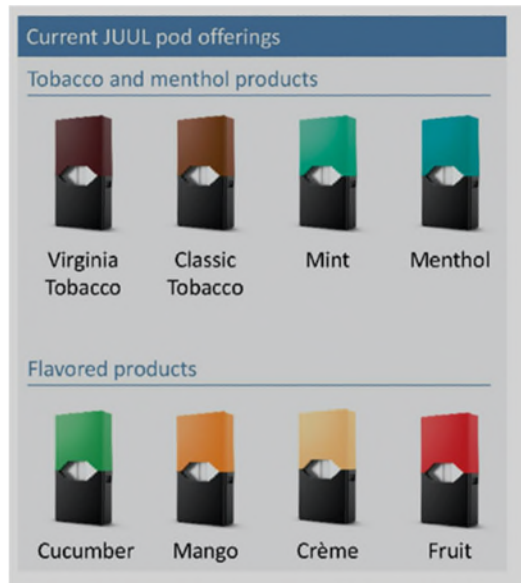 Current JUUL pod offerings
Tobacco and menthol products
Virginia
Tobacco
Classic
Tobacco
Mint
Menthol
Flavored products
Cucumber
Mango
Crème
Fruit